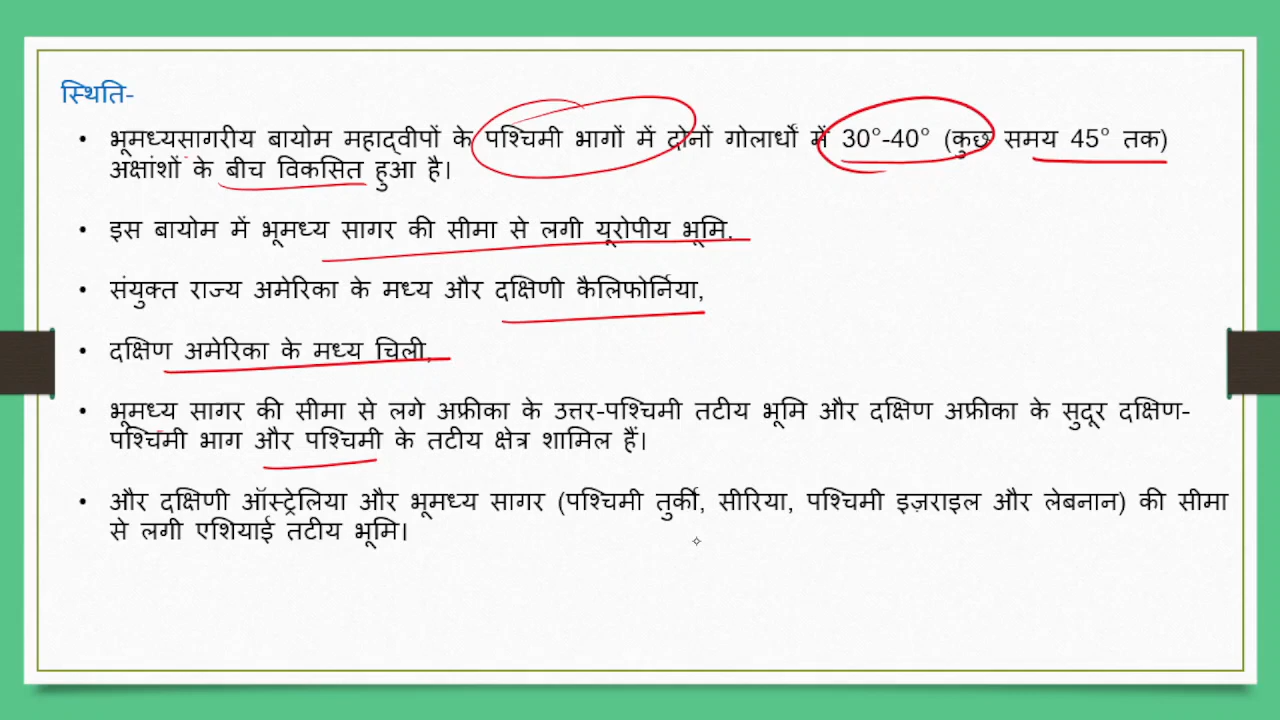 स्थिति-
• भूमध्यसागरीय बायोम महाद्वीपों के पश्चिमी भागों में दोनों गोलार्धों में 30°-40° (कुछ समय 45° तक)
अक्षांशों के बीच विकसित हुआ है।
• इस बायोम में भूमध्य सागर की सीमा से लगी यूरोपीय भूमि,
• संयुक्त राज्य अमेरिका के मध्य और दक्षिणी कैलिफोर्निया,
• दक्षिण अमेरिका के मध्य चिली,
• भूमध्य सागर की सीमा से लगे अफ्रीका के उत्तर-पश्चिमी तटीय भूमि और दक्षिण अफ्रीका के सुदूर दक्षिण-
पश्चिमी भाग और पश्चिमी के तटीय क्षेत्र शामिल हैं।
• और दक्षिणी ऑस्ट्रेलिया और भूमध्य सागर (पश्चिमी तुर्की, सीरिया, पश्चिमी इज़राइल और लेबनान) की सीमा
से लगी एशियाई तटीय भूमि।